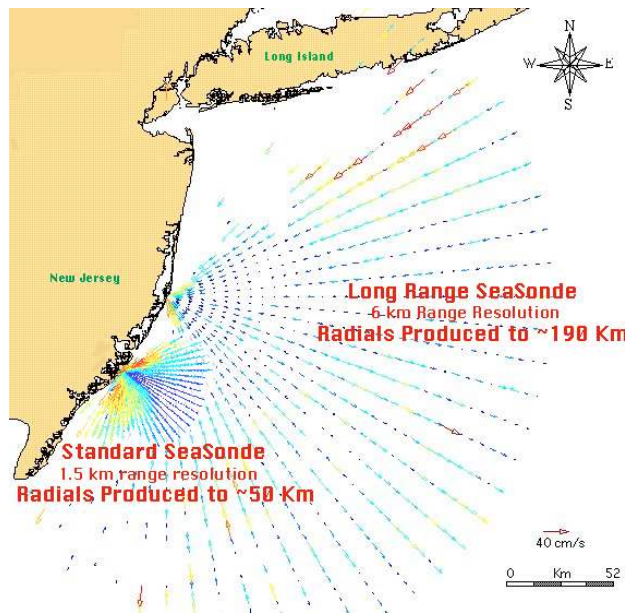 Long Island
N
W E
S
New Jersey
Long Range SeaSonde
6 km Range Resolution
Radials Produced to ~190 Km
Standard SeaSonde
1.5 km range resolution
Radials Produced to ~50 Km
40 cm/s
0 Km 52